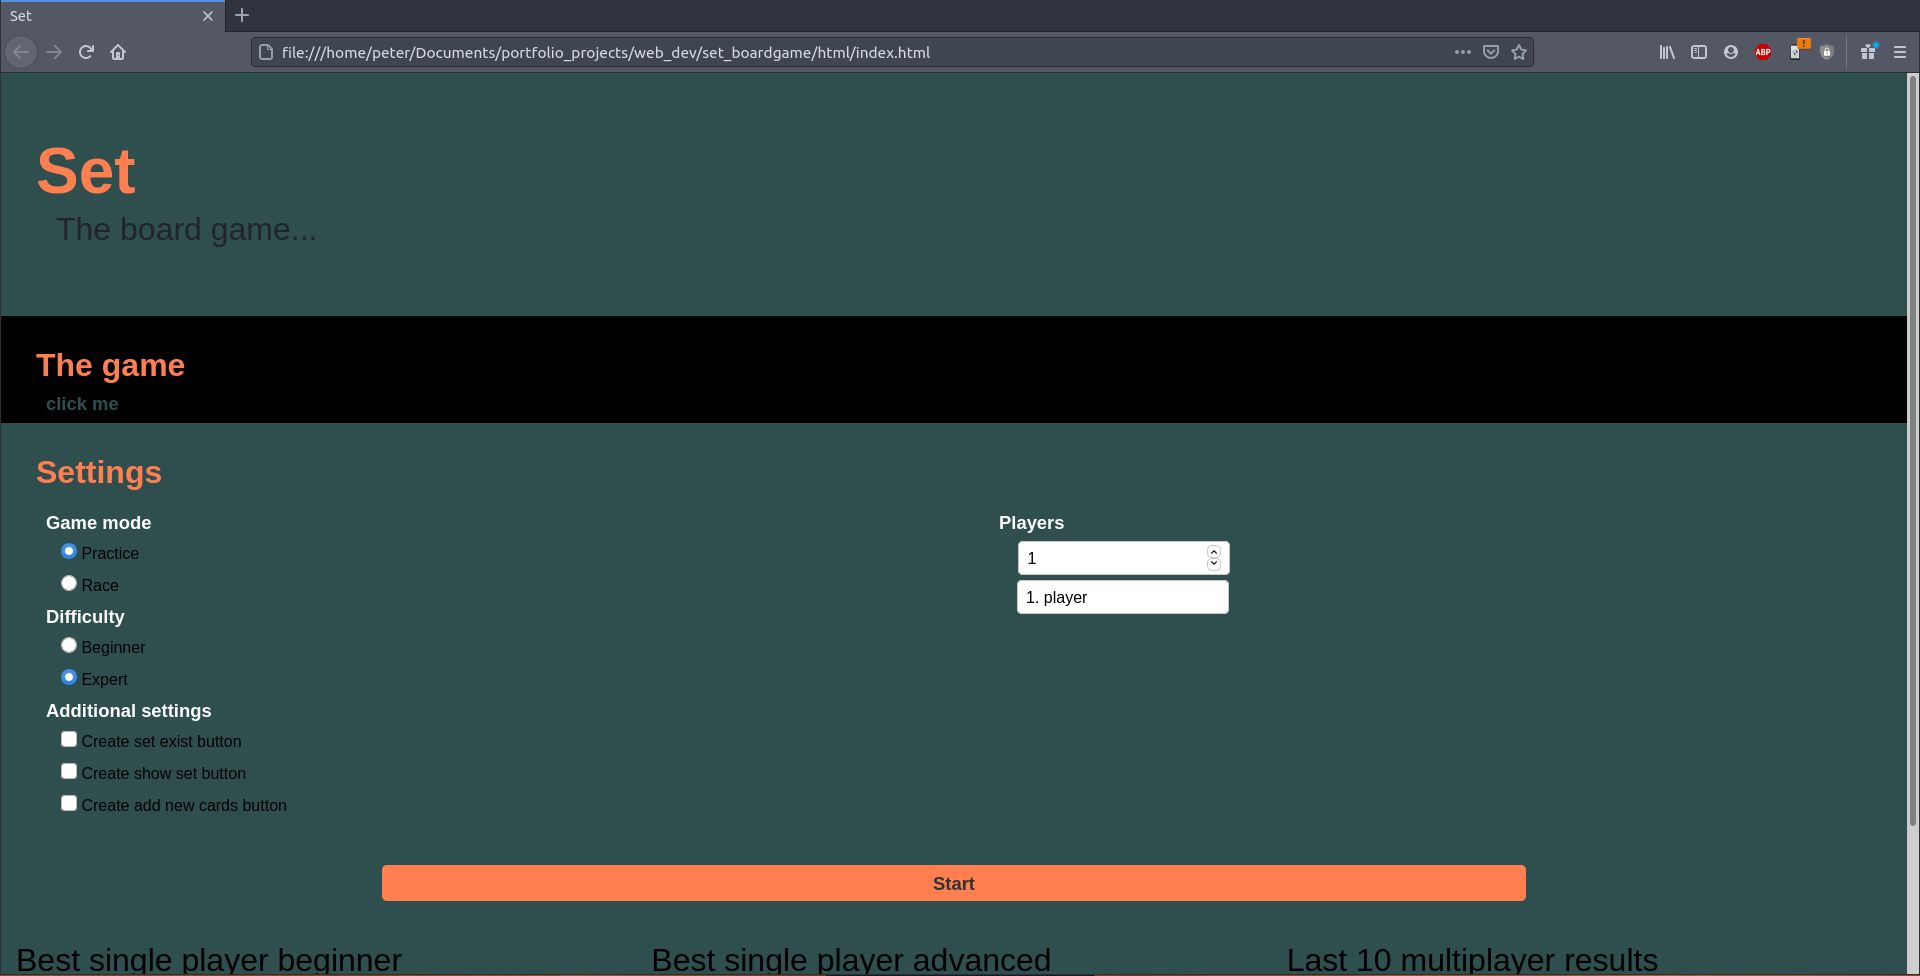 Set
file:///home/peter/Documents/portfolio_projects/web_dev/set_boardgame/html/index.html
ABP
!
Set
The board game...
The game
click me
Settings
Game mode
Practice
Race
Difficulty
Beginner
Expert
Additional settings
Create set exist button
Create show set button
Create add new cards button
Players
1
1. player
Start
Best single player beginner
Best single player advanced
Last 10 multiplayer results